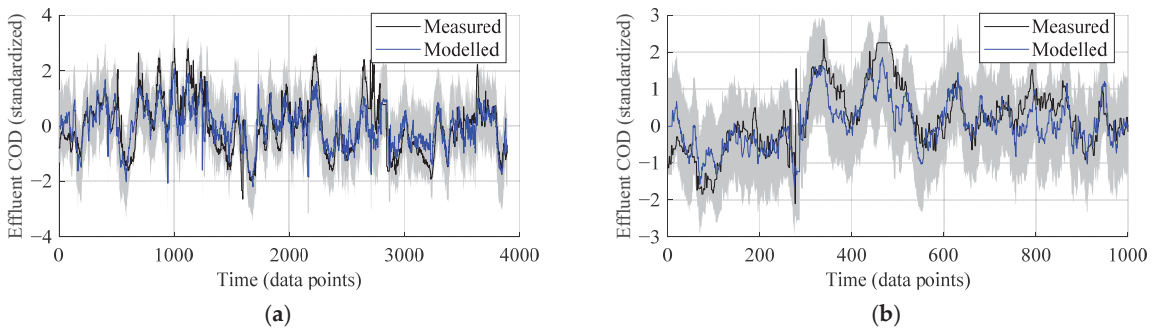 Effluent COD (standardized)
4
2
0
−2
−4
Measured
Modelled
0
1000
2000
3000
4000
Time (data points)
(a)
Effluent COD (standardized)
3
2
1
0
−1
−2
−3
Measured
Modelled
0
200
400
600
800
1000
Time (data points)
(b)